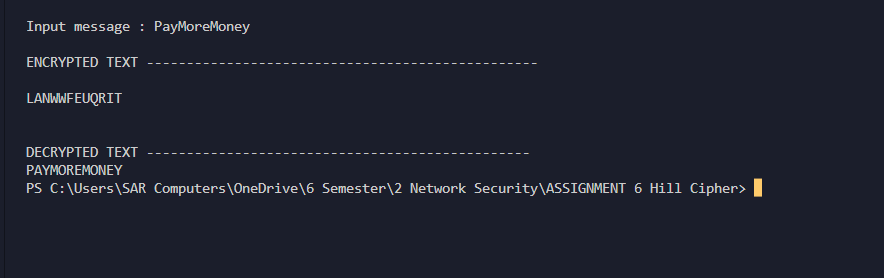 Input message : PayMoreMoney
ENCRYPTED TEXT -------------------------------------------------
LANWWFEUQRIT
DECRYPTED TEXT ------------------------------------------------
PAYMOREMONEY
PS C:\Users\SAR Computers\OneDrive\6 Semester\2 Network Security\ASSIGNMENT 6 Hill Cipher>